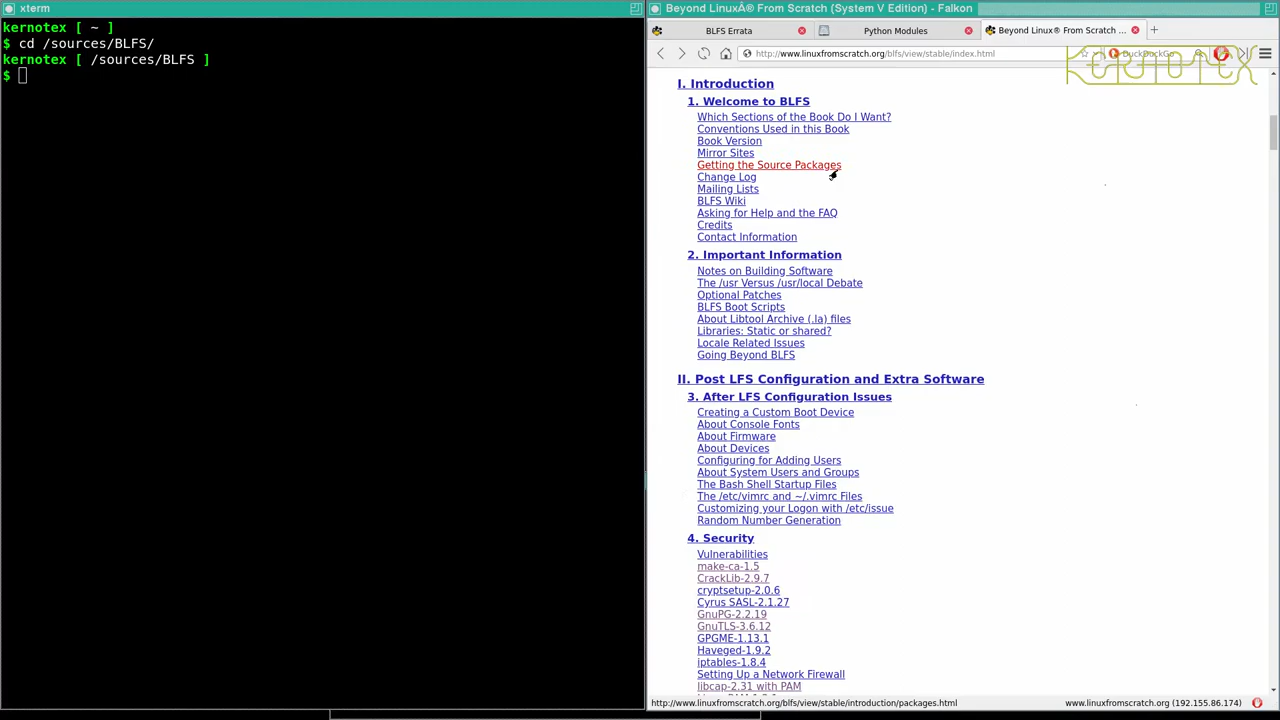 xterm
kernotex [ ~ ]
$ cd /sources/BLFS/
kernotex [ /sources/BLFS ]
$
Beyond LinuxÂ® From Scratch (System V Edition) - Falkon
BLFS Errata
Python Modules
Beyond Linux® From Scratch ...
http://www.linuxfromscratch.org/blfs/view/stable/index.html
DuckDuckGo
kernotex
I. Introduction
1. Welcome to BLFS
Which Sections of the Book Do I Want?
Conventions Used in this Book
Book Version
Mirror Sites
Getting the Source Packages
Change Log
Mailing Lists
BLFS Wiki
Asking for Help and the FAQ
Credits
Contact Information
2. Important Information
Notes on Building Software
The /usr Versus /usr/local Debate
Optional Patches
BLFS Boot Scripts
About Libtool Archive (.la) files
Libraries: Static or shared?
Locale Related Issues
Going Beyond BLFS
II. Post LFS Configuration and Extra Software
3. After LFS Configuration Issues
Creating a Custom Boot Device
About Console Fonts
About Firmware
About Devices
Configuring for Adding Users
About System Users and Groups
The Bash Shell Startup Files
The /etc/vimrc and ~/.vimrc Files
Customizing your Logon with /etc/issue
Random Number Generation
4. Security
Vulnerabilities
make-ca-1.5
CrackLib-2.9.7
cryptsetup-2.0.6
Cyrus SASL-2.1.27
GnuPG-2.2.19
GnuTLS-3.6.12
GPGME-1.13.1
Haveged-1.9.2
iptables-1.8.4
Setting Up a Network Firewall
libcap-2.31 with PAM
http://www.linuxfromscratch.org/blfs/view/stable/introduction/packages.html
www.linuxfromscratch.org (192.155.86.174)